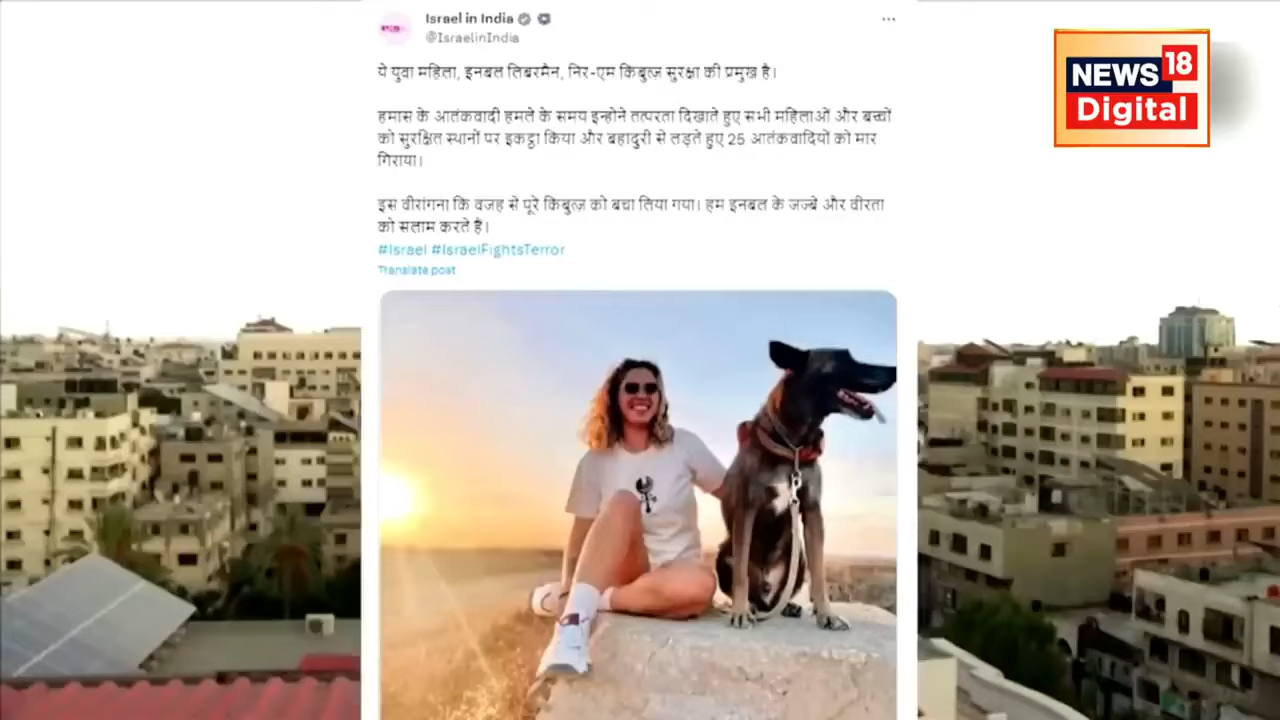 Israel in India
@IsraelinIndia
ये युवा महिला, इनबल लिबरमैन, निर-एम किबुत्ज़ सुरक्षा की प्रमुख है।
हमास के आतंकवादी हमले के समय इन्होने तत्परता दिखाते हुए सभी महिलाओं और बच्चों
को सुरक्षित स्थानों पर इकट्ठा किया और बहादुरी से लड़ते हुए 25 आतंकवादियों को मार
गिराया।
इस वीरांगना कि वजह से पूरे किबुत्ज़ को बचा लिया गया। हम इनबल के जज्बे और वीरता
को सलाम करते है।
#Israel #IsraelFightsTerror
Translate post
NEWS 18
Digital